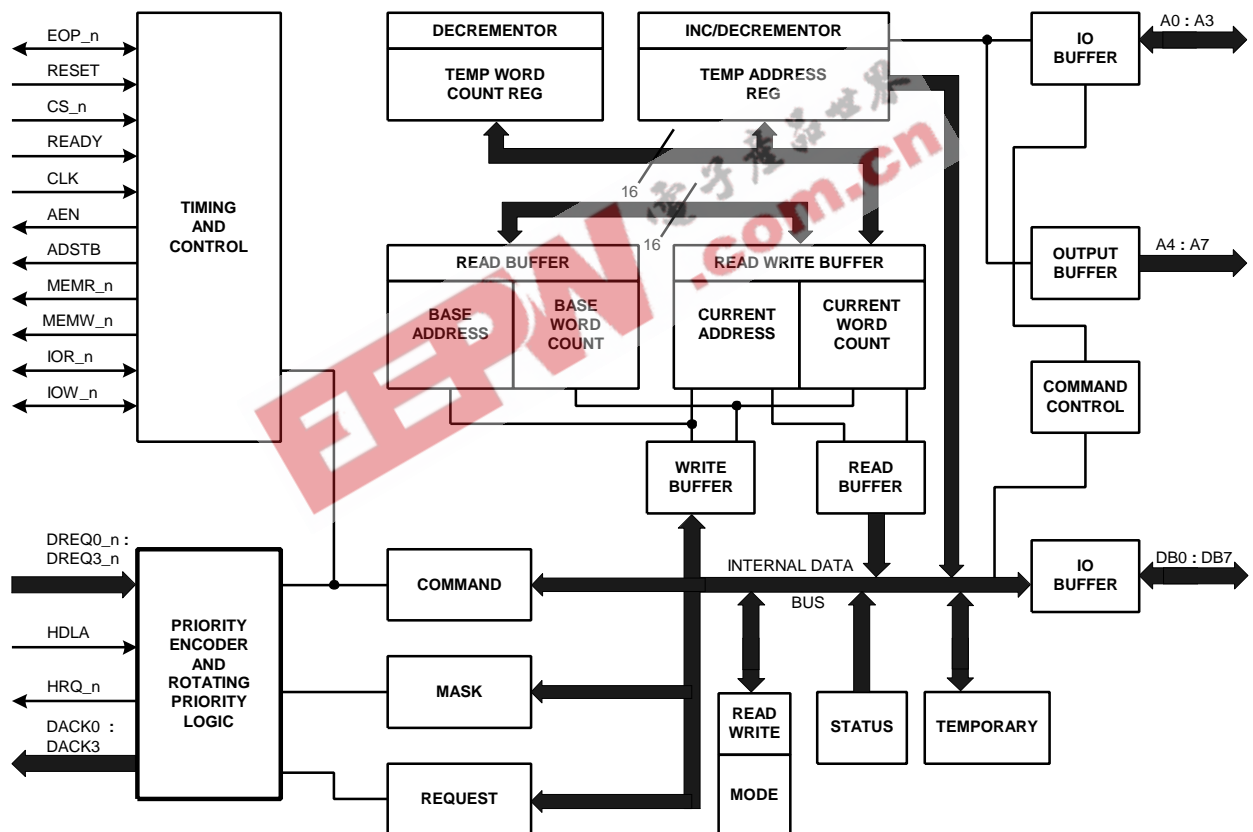 EOP_n
RESET
CS_n
READY
CLK
AEN
ADSTB
MEMR_n
MEMW_n
IOR_n
IOW_n
TIMING
AND
CONTROL
DECREMENTOR
TEMP WORD
COUNT REG
INC/DECREMENTOR
TEMP ADDRESS
REG
16
16
READ BUFFER
BASE
ADDRESS
BASE
WORD
COUNT
READ WRITE BUFFER
CURRENT
ADDRESS
CURRENT
WORD
COUNT
IO
BUFFER
A0 : A3
OUTPUT
BUFFER
A4 : A7
COMMAND
CONTROL
WRITE
BUFFER
READ
BUFFER
DREQ0_n :
DREQ3_n
HDLA
HRQ_n
DACK0 :
DACK3
PRIORITY
ENCODER
AND
ROTATING
PRIORITY
LOGIC
COMMAND
MASK
REQUEST
INTERNAL DATA
BUS
IO
BUFFER
DB0 : DB7
READ
WRITE
MODE
STATUS
TEMPORARY
EEPW
.com.cn
電子產品世界